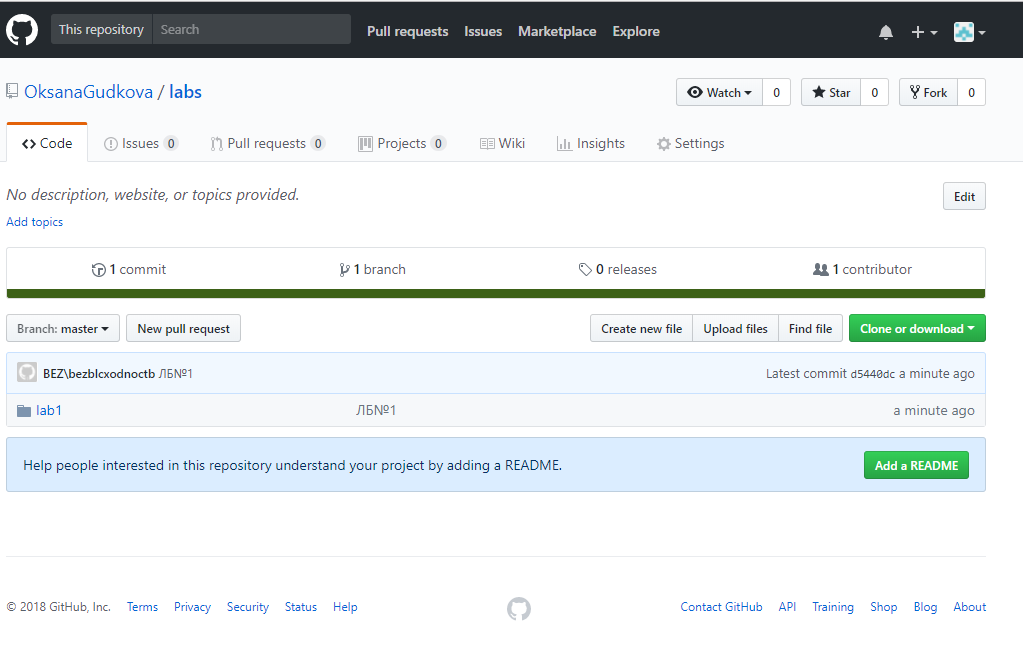 This repository Search Pull requests Issues Marketplace Explore
OksanaGudkova / labs Watch 0 Star 0 Fork 0
Code Issues 0 Pull requests 0 Projects 0 Wiki Insights Settings
No description, website, or topics provided. Edit
Add topics
1 commit 1 branch 0 releases 1 contributor
Branch: master New pull request Create new file Upload files Find file Clone or download
BEZ\bezblcxodnoctb ЛБ№1 Latest commit d5440dc a minute ago
lab1 ЛБ№1 a minute ago
Help people interested in this repository understand your project by adding a README. Add a README
© 2018 GitHub, Inc. Terms Privacy Security Status Help Contact GitHub API Training Shop Blog About